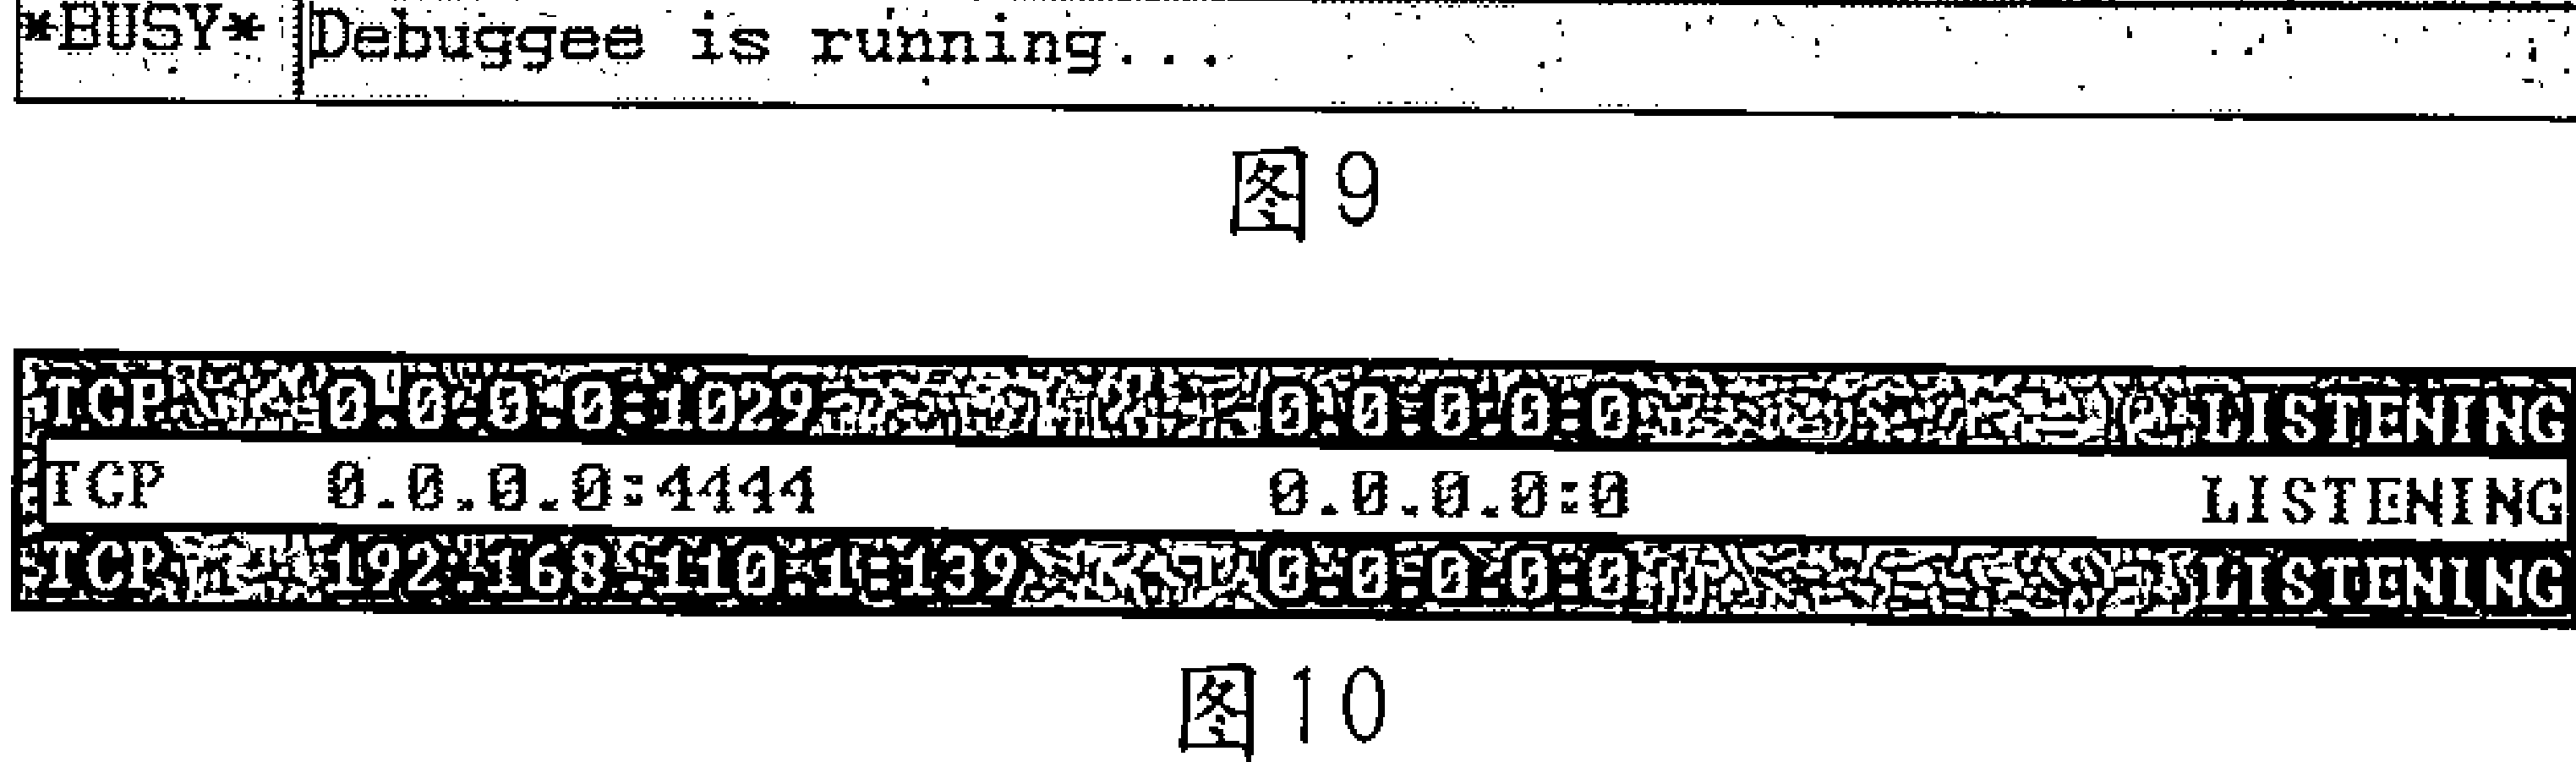 *BUSY* Debuggee is running...
图9
TCP 0.0.0.0:1029 0.0.0.0:0 LISTENING
TCP 0.0.0.0:4444 0.0.0.0:0 LISTENING
TCP 192.168.110.1:139 0.0.0.0:0 LISTENING
图10